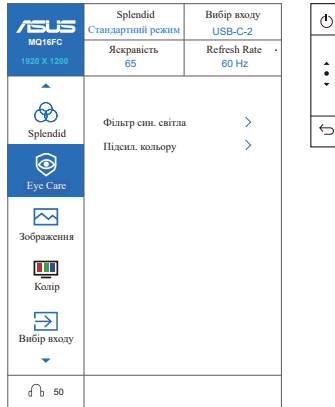 ASUS
MQ16FC
1920 X 1200
Splendid
Стандартний режим
Вибір входу
USB-C-2
Яскравість
65
Refresh Rate
60 Hz
Splendid
Eye Care
Зображення
Колір
Вибір входу
Фільтр син. світла
Підсил. кольору
50